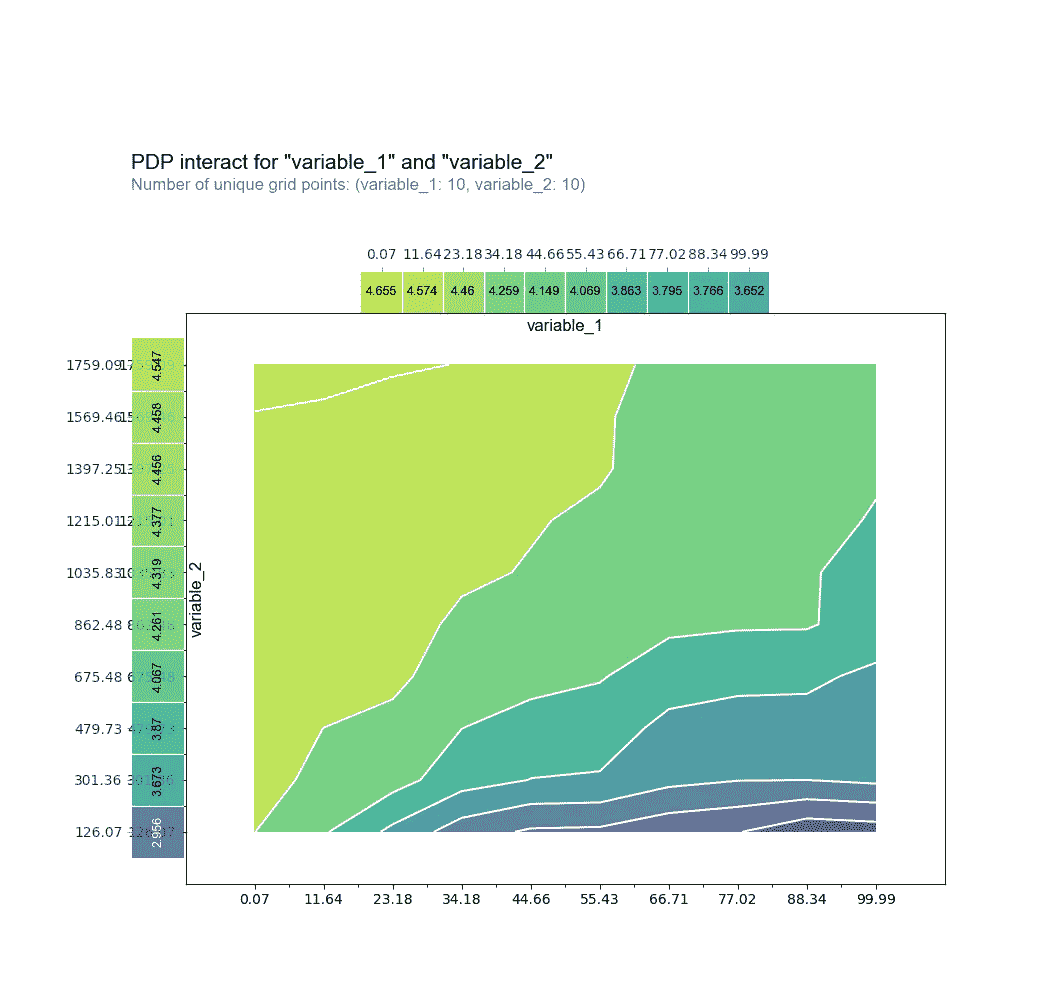 PDP interact for "variable_1" and "variable_2"
Number of unique grid points: (variable_1: 10, variable_2: 10)
0.07 11.64 23.18 34.18 44.66 55.43 66.71 77.02 88.34 99.99
4.655 4.574 4.46 4.259 4.149 4.069 3.863 3.795 3.766 3.652
variable_1
1759.09 4.547
1569.46 4.458
1397.25 4.456
1215.01 4.377
1035.83 4.319
862.48 4.261
675.48 4.067
479.73 3.87
301.36 3.673
126.07 2.956
variable_2
0.07 11.64 23.18 34.18 44.66 55.43 66.71 77.02 88.34 99.99